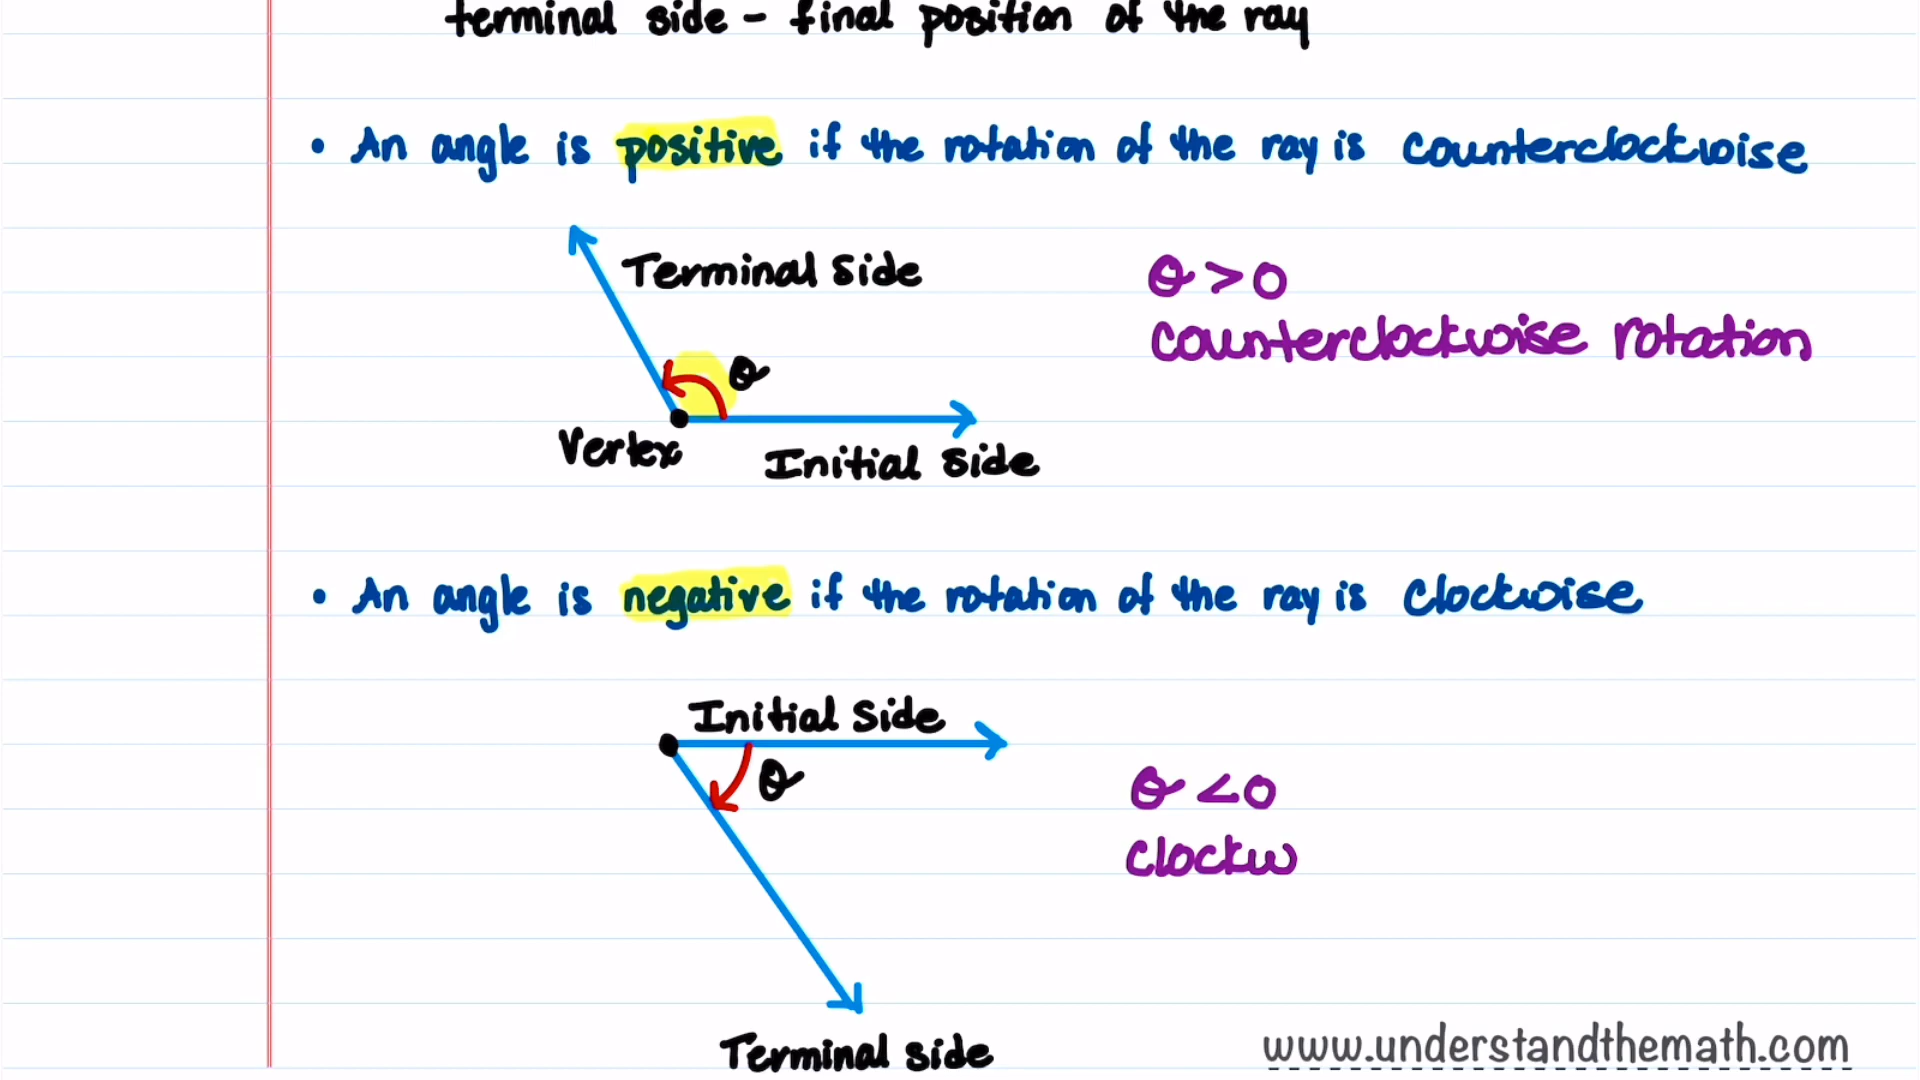 terminal side - final position of the ray
• An angle is positive if the rotation of the ray is counterclockwise
Terminal side
θ > 0
counterclockwise rotation
θ
Vertex
Initial side
• An angle is negative if the rotation of the ray is clockwise
Initial side
θ
θ < 0
clockw
Terminal side
www.understandthemath.com